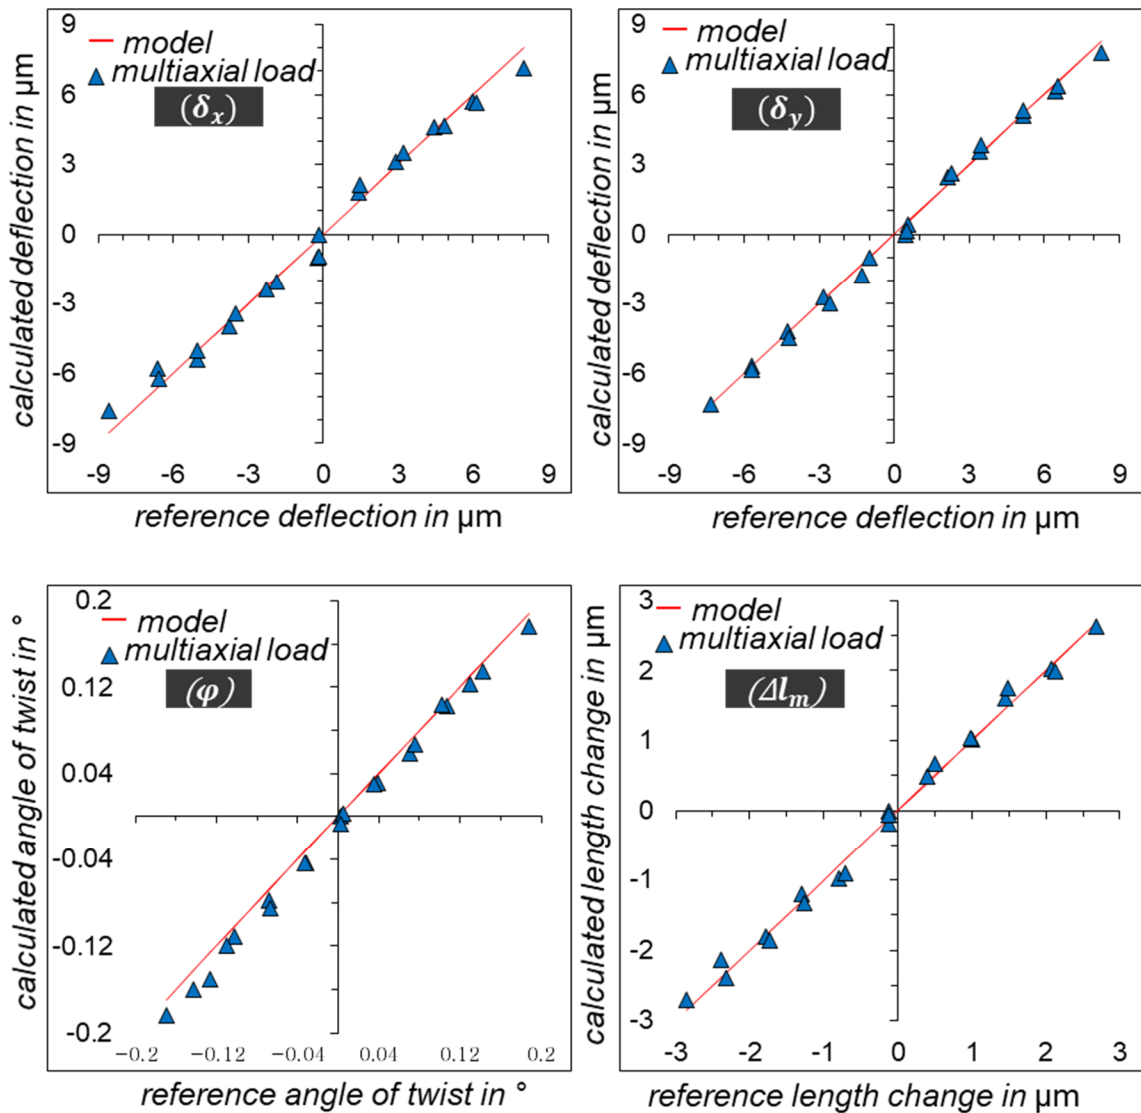 calculated deflection in µm
9
6
3
0
-3
-6
-9
model
multiaxial load
(δx)
-9 -6 -3 0 3 6 9
reference deflection in µm
calculated deflection in µm
9
6
3
0
-3
-6
-9
model
multiaxial load
(δy)
-9 -6 -3 0 3 6 9
reference deflection in µm
calculated angle of twist in °
0.2
0.12
0.04
-0.04
-0.12
-0.2
model
multiaxial load
(φ)
-0.2 -0.12 -0.04 0.04 0.12 0.2
reference angle of twist in °
calculated length change in µm
3
2
1
0
-1
-2
-3
model
multiaxial load
(Δlm)
-3 -2 -1 0 1 2 3
reference length change in µm